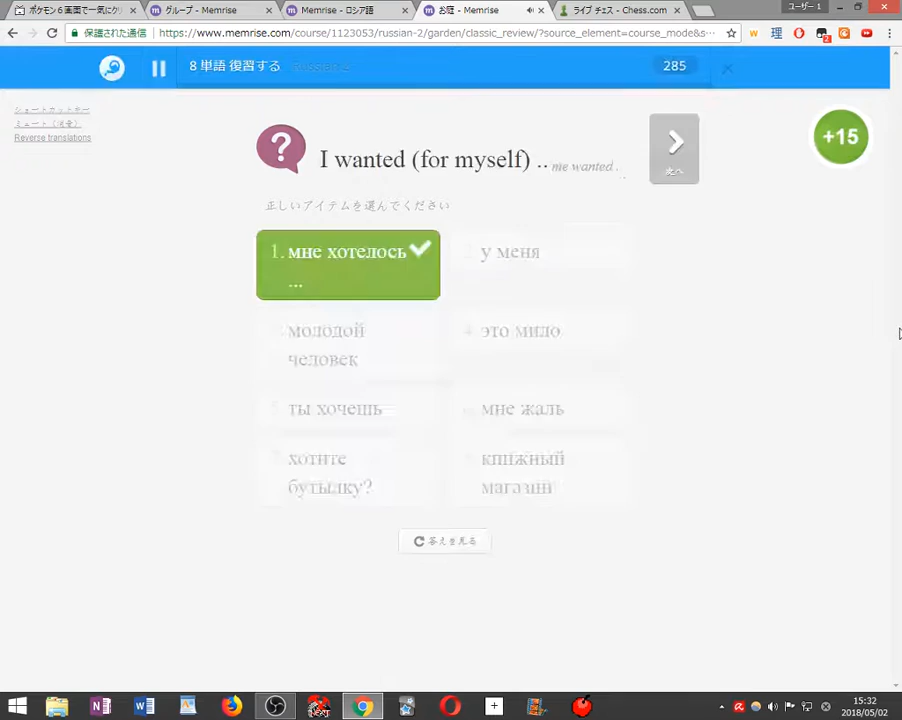 ポケモン６画面で一気にクリ
グループ - Memrise
Memrise - ロシア語
お庭 - Memrise
ライブ チェス - Chess.com
ユーザー 1
保護された通信
https://www.memrise.com/course/1123053/russian-2/garden/classic_review/?source_element=course_mode&s...
8 単語 復習する
285
ショートカットキー
ミュート（消音）
Reverse translations
+15
?
I wanted (for myself) ..
me wanted ..
次へ
正しいアイテムを選んでください
1. мне хотелось ...
у меня
молодой человек
4. это мило
ты хочешь
мне жаль
хотите бутылку?
книжный магазин
答えを見る
15:32
2018/05/02